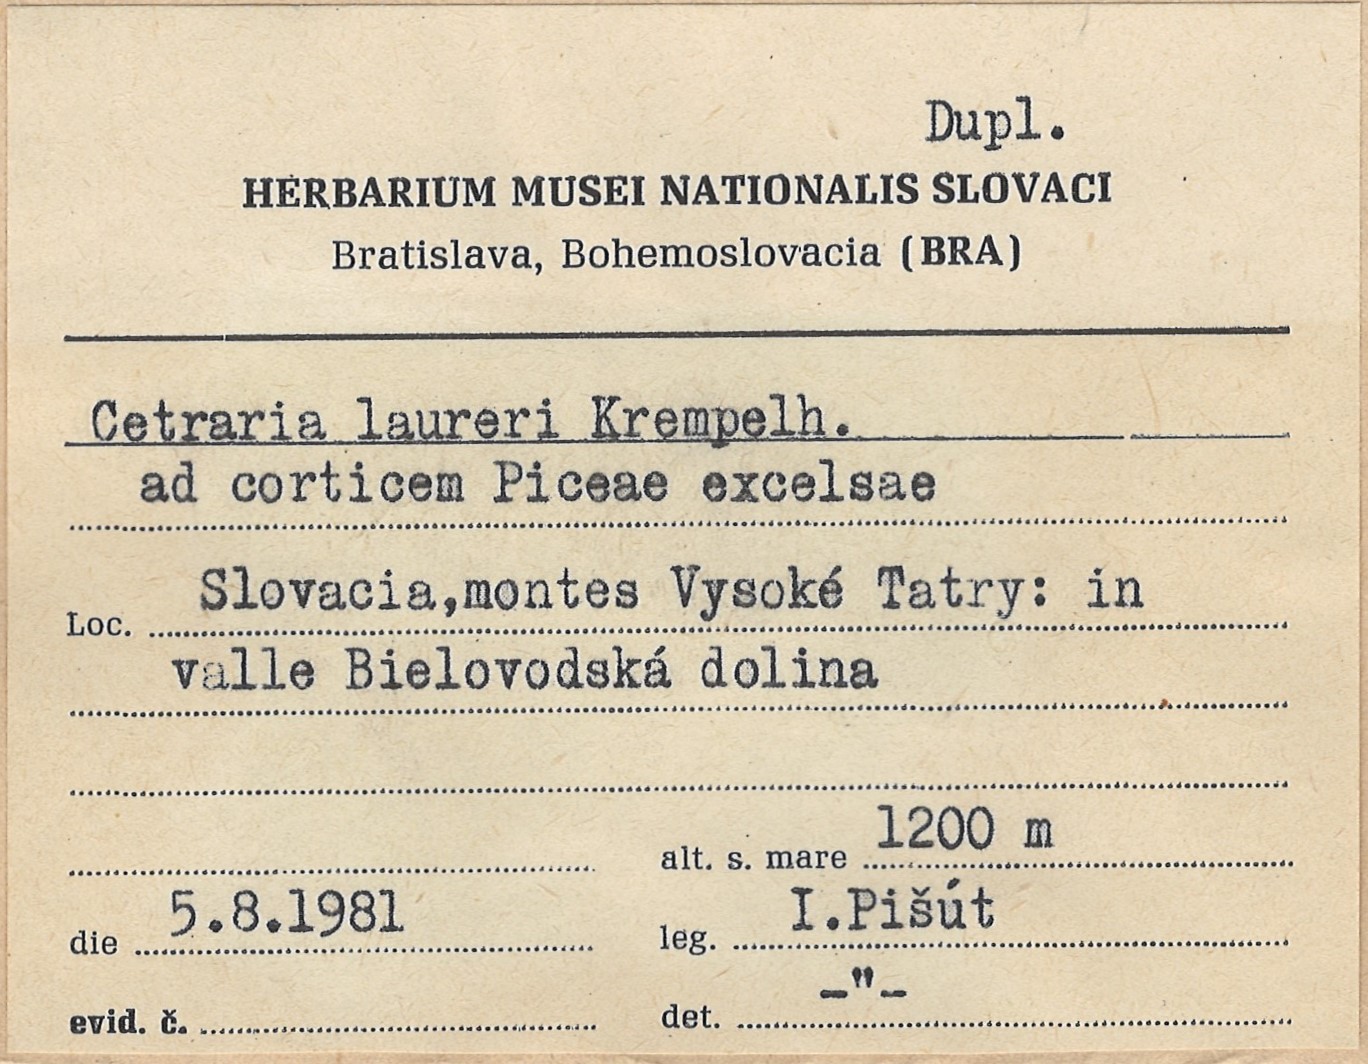 Dupl.
HERBARIUM MUSEI NATIONALIS SLOVACI
Bratislava, Bohemoslovacia (BRA)
Cetraria laureri Krempelh.
ad corticem Piceae excelsae
Loc. Slovacia,montes Vysoké Tatry: in
valle Bielovodská dolina
alt. s. mare 1200 m
die 5.8.1981
leg. I.Pišút
evid. č.
det. –"–